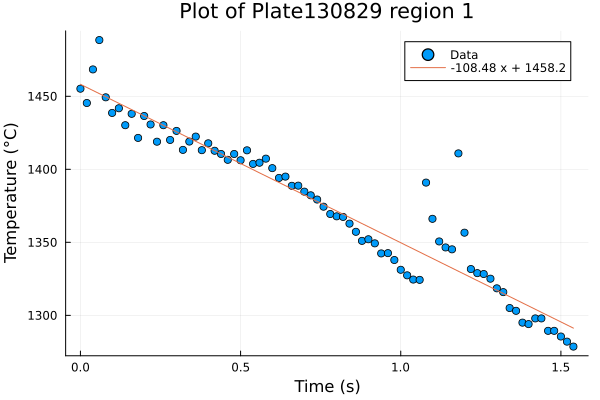 Plot of Plate130829 region 1
Data
-108.48 x + 1458.2
Temperature (°C)
1450
1400
1350
1300
0.0 0.5 1.0 1.5
Time (s)